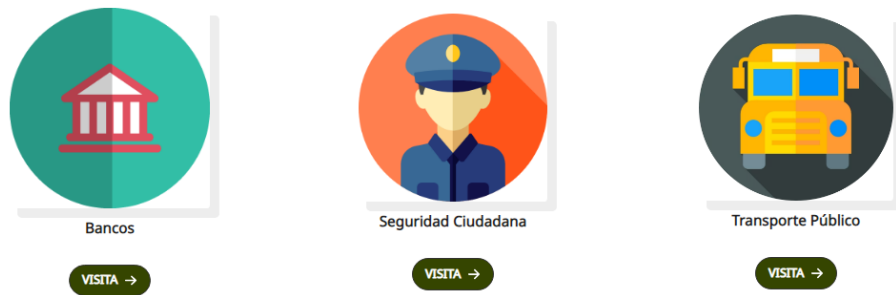 Bancos
Seguridad Ciudadana
Transporte Público
VISITA →
VISITA →
VISITA →